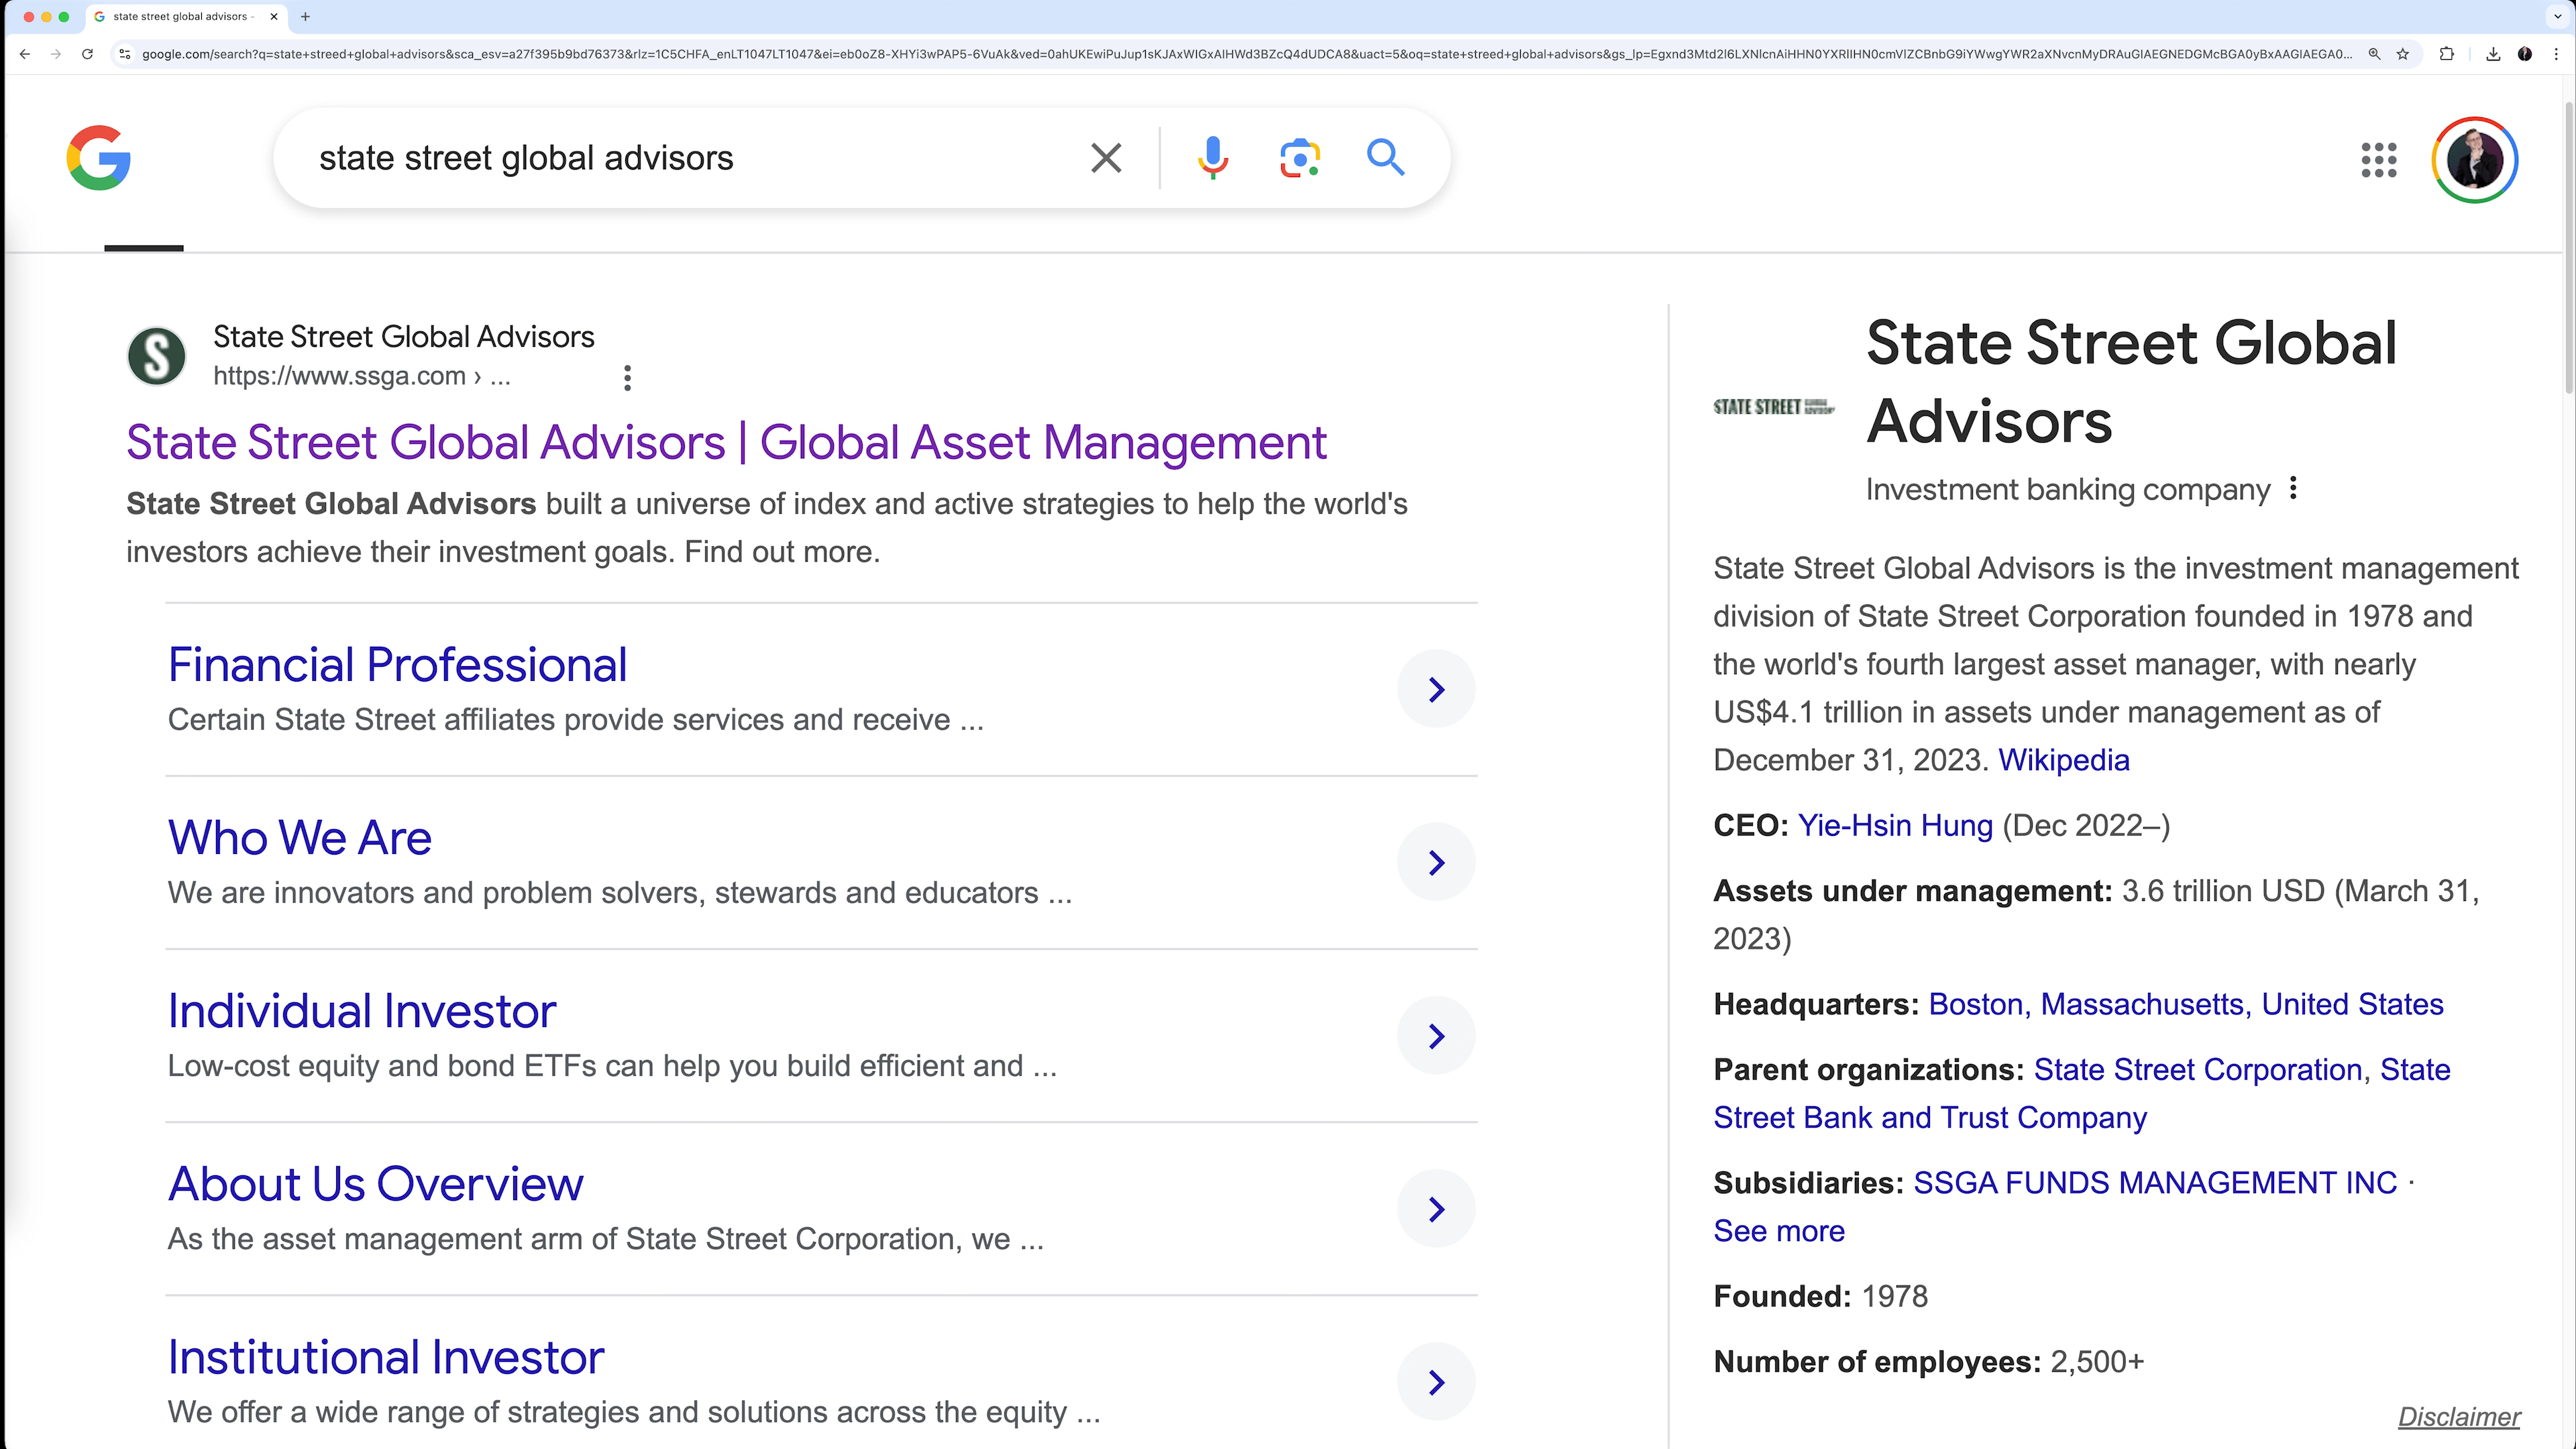 state street global advisors -
google.com/search?q=state+streed+global+advisors&sca_esv=a27f395b9bd76373&rlz=1C5CHFA_enLT1047LT1047&ei=eb0oZ8-XHYi3wPAP5-6VuAk&ved=0ahUKEwiPuJup1sKJAxWIGxAIHWd3BZcQ4dUDCA8&uact=5&oq=state+streed+global+advisors
state street global advisors
State Street Global Advisors
https://www.ssga.com › ...
State Street Global Advisors | Global Asset Management
State Street Global Advisors built a universe of index and active strategies to help the world's
investors achieve their investment goals. Find out more.
Financial Professional
Certain State Street affiliates provide services and receive ...
Who We Are
We are innovators and problem solvers, stewards and educators ...
Individual Investor
Low-cost equity and bond ETFs can help you build efficient and ...
About Us Overview
As the asset management arm of State Street Corporation, we ...
Institutional Investor
We offer a wide range of strategies and solutions across the equity ...
STATE STREET
State Street Global
Advisors
Investment banking company
State Street Global Advisors is the investment management
division of State Street Corporation founded in 1978 and
the world's fourth largest asset manager, with nearly
US$4.1 trillion in assets under management as of
December 31, 2023. Wikipedia
CEO: Yie-Hsin Hung (Dec 2022–)
Assets under management: 3.6 trillion USD (March 31,
2023)
Headquarters: Boston, Massachusetts, United States
Parent organizations: State Street Corporation, State
Street Bank and Trust Company
Subsidiaries: SSGA FUNDS MANAGEMENT INC ·
See more
Founded: 1978
Number of employees: 2,500+
Disclaimer